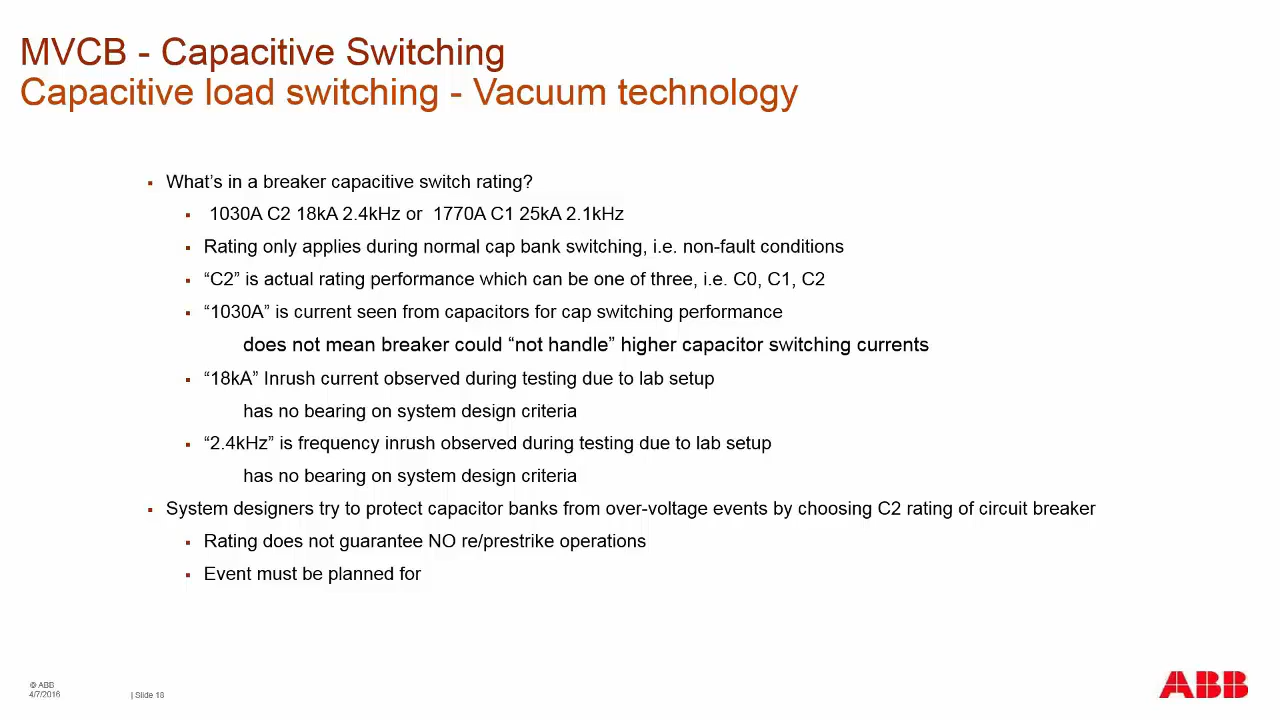 MVCB - Capacitive Switching
Capacitive load switching - Vacuum technology
▪ What's in a breaker capacitive switch rating?
▪ 1030A C2 18kA 2.4kHz or 1770A C1 25kA 2.1kHz
▪ Rating only applies during normal cap bank switching, i.e. non-fault conditions
▪ “C2” is actual rating performance which can be one of three, i.e. C0, C1, C2
▪ “1030A” is current seen from capacitors for cap switching performance
does not mean breaker could “not handle” higher capacitor switching currents
▪ “18kA” Inrush current observed during testing due to lab setup
has no bearing on system design criteria
▪ “2.4kHz” is frequency inrush observed during testing due to lab setup
has no bearing on system design criteria
▪ System designers try to protect capacitor banks from over-voltage events by choosing C2 rating of circuit breaker
▪ Rating does not guarantee NO re/prestrike operations
▪ Event must be planned for
© ABB
4/7/2016
| Slide 18
ABB